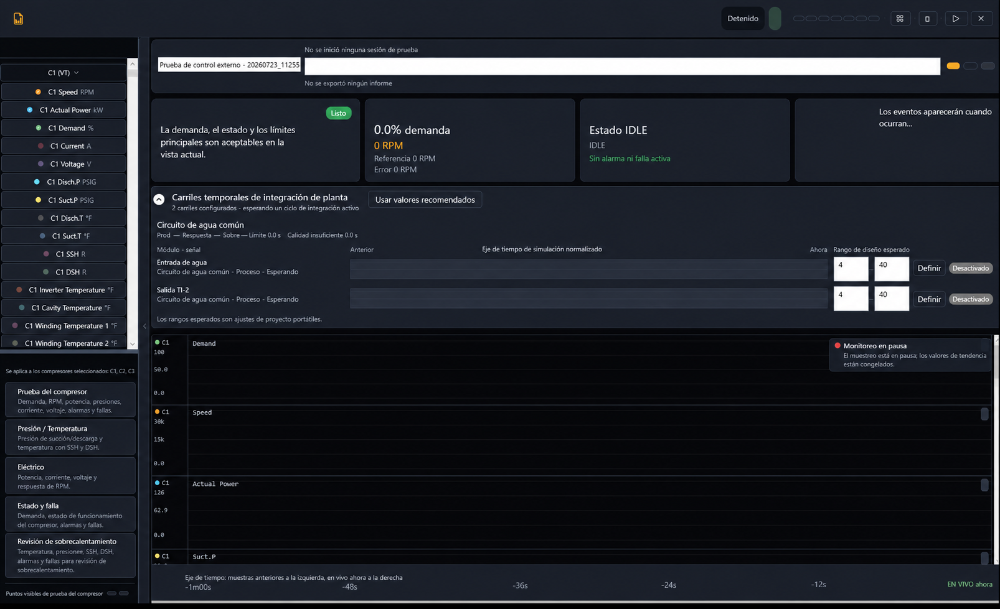 Detenido
No se inició ninguna sesión de prueba
Prueba de control externo - 20260723_11255
No se exportó ningún informe
C1 (VT)
C1 Speed RPM
C1 Actual Power kW
C1 Demand %
C1 Current A
C1 Voltage V
C1 Disch.P PSIG
C1 Suct.P PSIG
C1 Disch.T °F
C1 Suct.T °F
C1 SSH R
C1 DSH R
C1 Inverter Temperature °F
C1 Cavity Temperature °F
C1 Winding Temperature 1 °F
C1 Winding Temperature 2 °F
Se aplica a los compresores seleccionados: C1, C2, C3
Prueba del compresor
Demanda, RPM, potencia, presiones,
corriente, voltaje, alarmas y fallas.
Presión / Temperatura
Presión de succión/descarga y
temperatura con SSH y DSH.
Eléctrico
Potencia, corriente, voltaje y
respuesta de RPM.
Estado y falla
Demanda, estado de funcionamiento
del compresor, alarmas y fallas.
Revisión de sobrecalentamiento
Temperatura, presionee, SSH, DSH,
alarmas y fallas para revisión de
sobrecalentamiento.
Puntos visibles de prueba del compresor
Listo
La demanda, el estado y los límites
principales son aceptables en la
vista actual.
0.0% demanda
0 RPM
Referencia 0 RPM
Error 0 RPM
Estado IDLE
IDLE
Sin alarma ni falla activa
Los eventos aparecerán cuando
ocurran...
Carriles temporales de integración de planta
2 carriles configurados - esperando un ciclo de integración activo
Usar valores recomendados
Circuito de agua común
Prod — Respuesta — Sobre — Límite 0.0 s Calidad insuficiente 0.0 s
Módulo - señal
Anterior
Eje de tiempo de simulación normalizado
Ahora
Rango de diseño esperado
Entrada de agua
Circuito de agua común - Proceso - Esperando
4
40
Definir
Desactivado
Salida TI-2
Circuito de agua común - Proceso - Esperando
4
40
Definir
Desactivado
Los rangos esperados son ajustes de proyecto portátiles.
C1
Demand
100
50.0
0.0
Monitoreo en pausa
El muestreo está en pausa; los valores de tendencia
están congelados.
C1
Speed
30k
15k
0.0
C1
Actual Power
126
62.9
0.0
C1
Suct.P
Eje de tiempo: muestras anteriores a la izquierda, en vivo ahora a la derecha
-1m00s
-48s
-36s
-24s
-12s
EN VIVO ahora